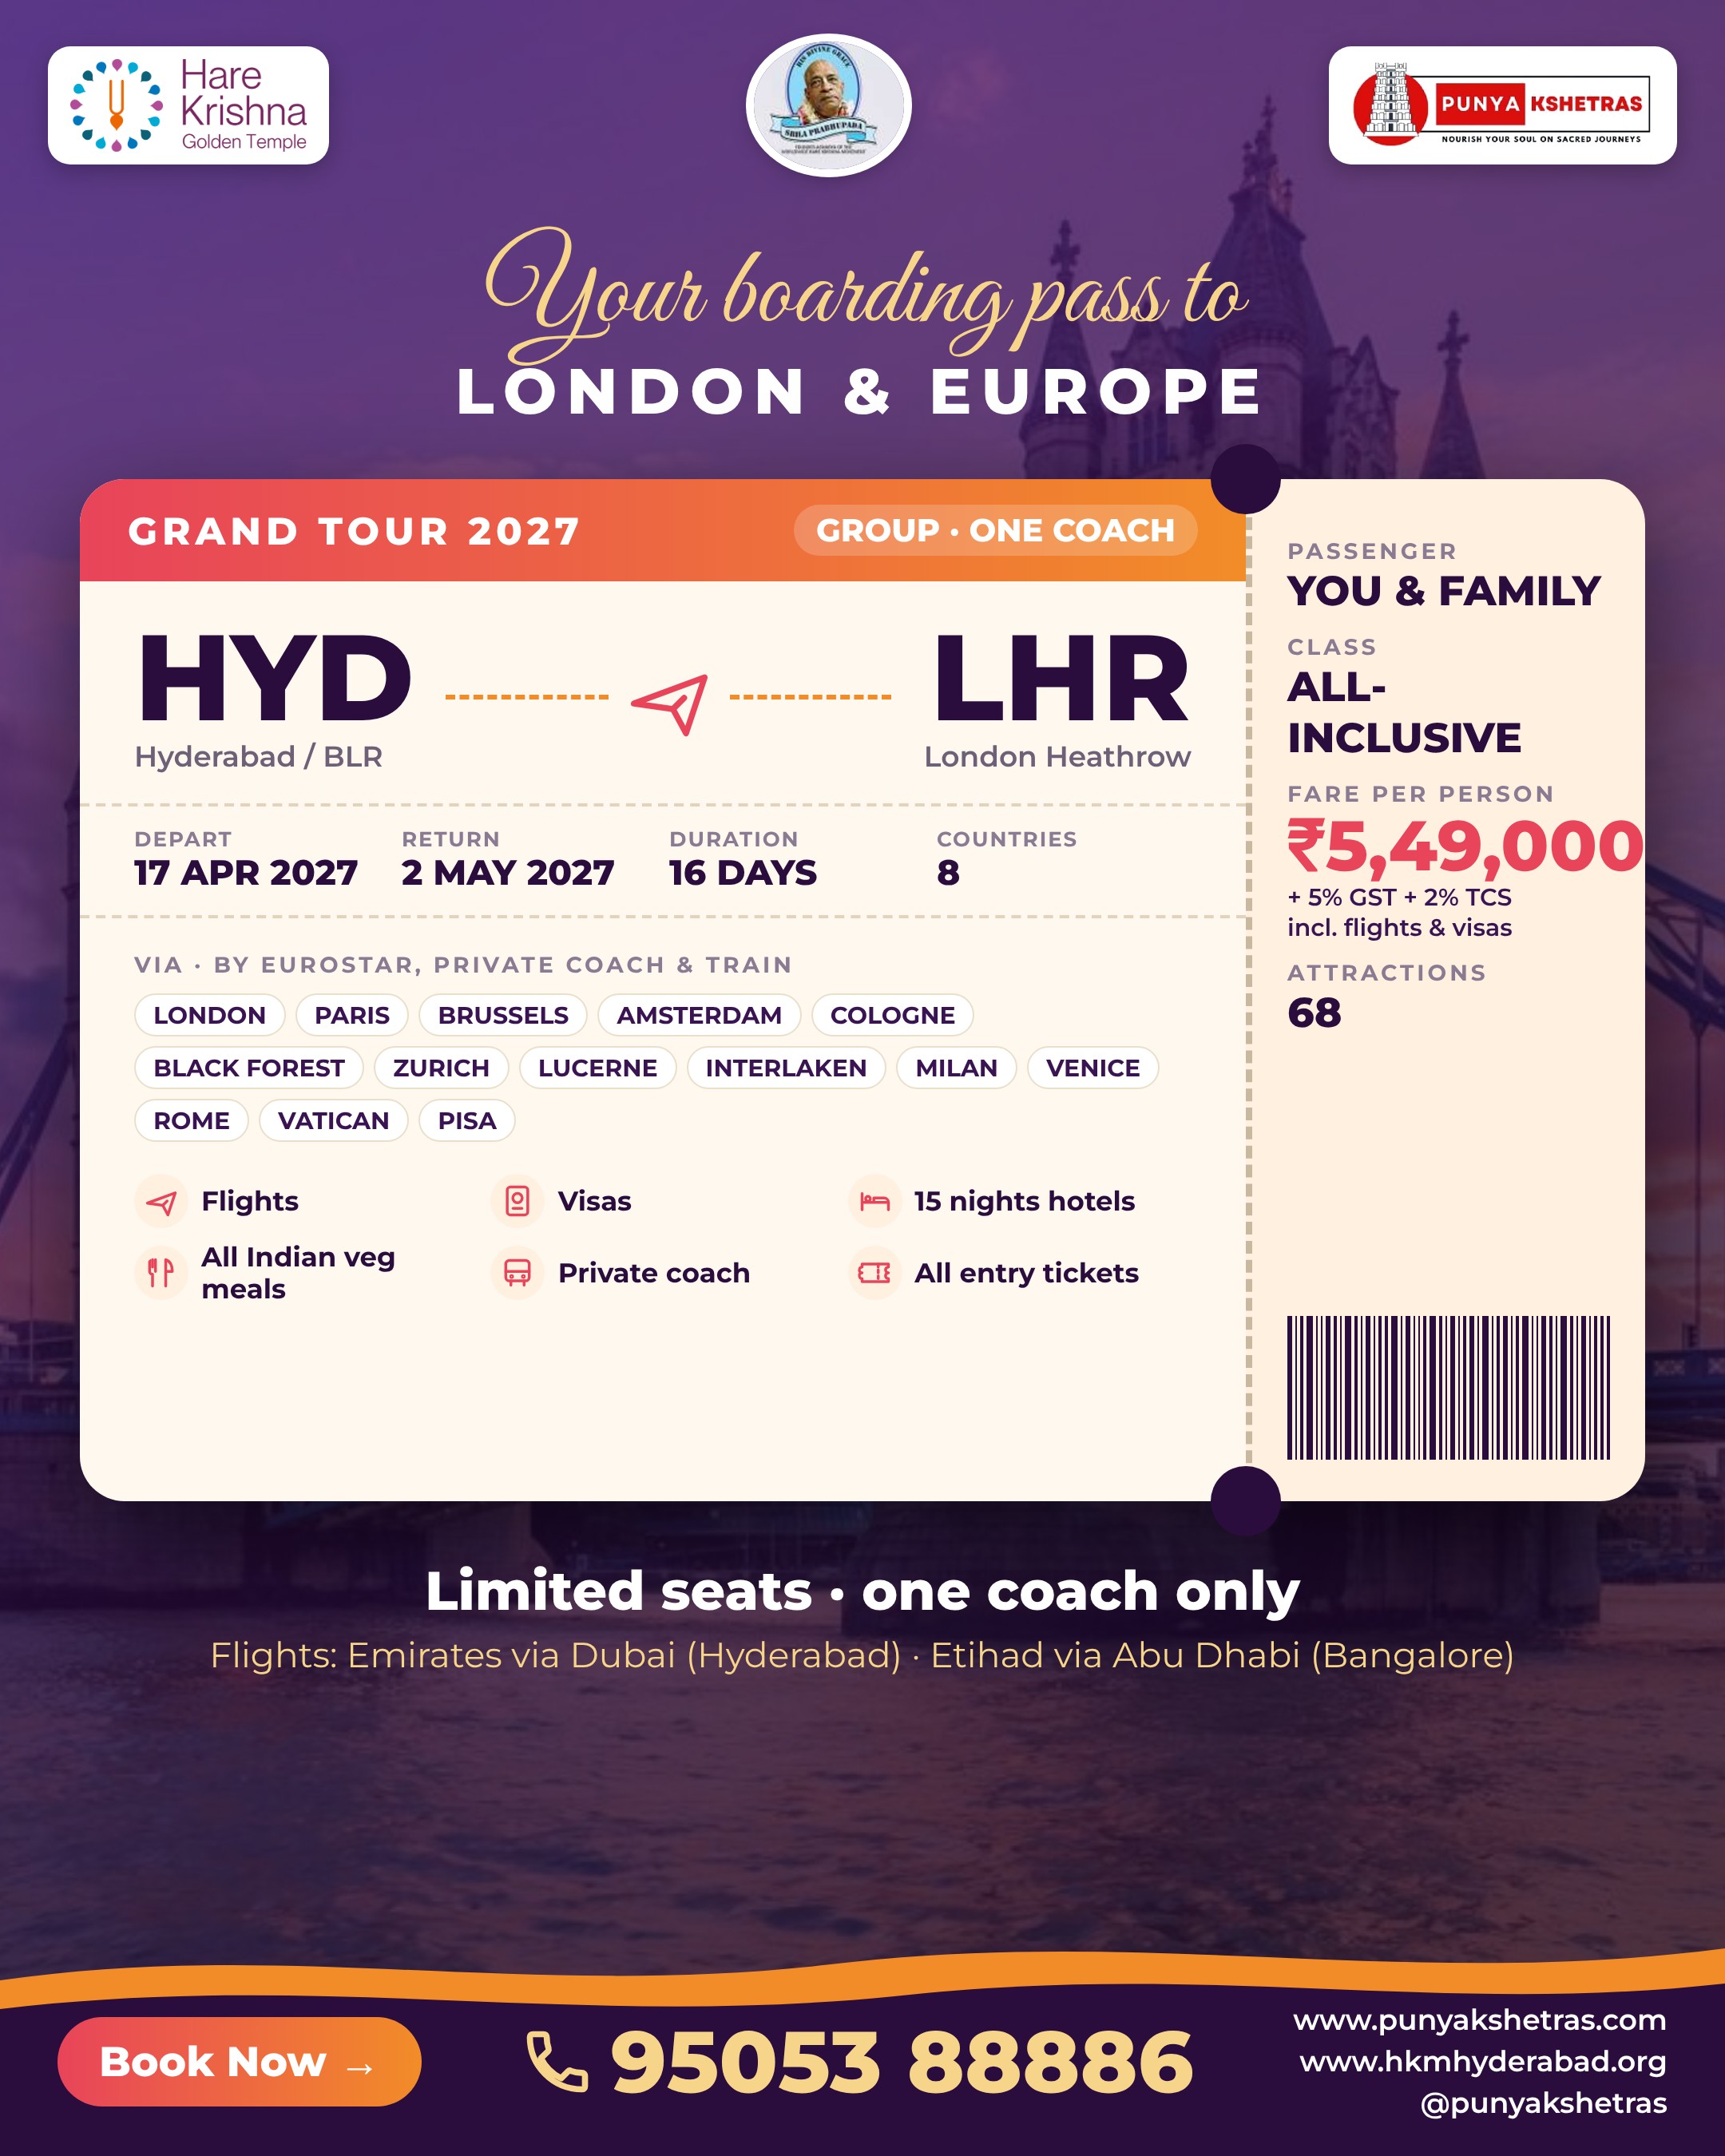 Hare
Krishna
Golden Temple
HIS DIVINE GRACE
SRILA PRABHUPADA
PUNYA KSHETRAS
NOURISH YOUR SOUL ON SACRED JOURNEYS
Your boarding pass to
LONDON & EUROPE
GRAND TOUR 2027
GROUP · ONE COACH
HYD
LHR
Hyderabad / BLR
London Heathrow
DEPART
17 APR 2027
RETURN
2 MAY 2027
DURATION
16 DAYS
COUNTRIES
8
VIA · BY EUROSTAR, PRIVATE COACH & TRAIN
LONDON PARIS BRUSSELS AMSTERDAM COLOGNE
BLACK FOREST ZURICH LUCERNE INTERLAKEN MILAN VENICE
ROME VATICAN PISA
Flights
Visas
15 nights hotels
All Indian veg
meals
Private coach
All entry tickets
PASSENGER
YOU & FAMILY
CLASS
ALL-
INCLUSIVE
FARE PER PERSON
₹5,49,000
+ 5% GST + 2% TCS
incl. flights & visas
ATTRACTIONS
68
Limited seats · one coach only
Flights: Emirates via Dubai (Hyderabad) · Etihad via Abu Dhabi (Bangalore)
Book Now →
95053 88886
www.punyakshetras.com
www.hkmhyderabad.org
@punyakshetras